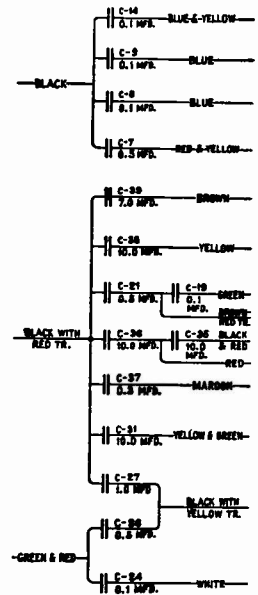 C-14
0.1 MFD.
BLUE & YELLOW
C-9
0.1 MFD.
BLUE
BLACK
C-8
0.1 MFD.
BLUE
C-7
0.5 MFD.
RED & YELLOW
C-39
7.0 MFD.
BROWN
C-38
10.0 MFD.
YELLOW
C-21
0.5 MFD.
C-19
0.1
MFD.
GREEN
BROWN
RED TR.
BLACK WITH
RED TR.
C-36
10.0 MFD.
C-35
10.0
MFD.
BLACK
& RED
RED
C-37
0.5 MFD.
MAROON
C-31
10.0 MFD.
YELLOW & GREEN
C-27
1.0 MFD
BLACK WITH
YELLOW TR.
0.5 MFD.
GREEN & RED
C-24
0.1 MFD.
WHITE